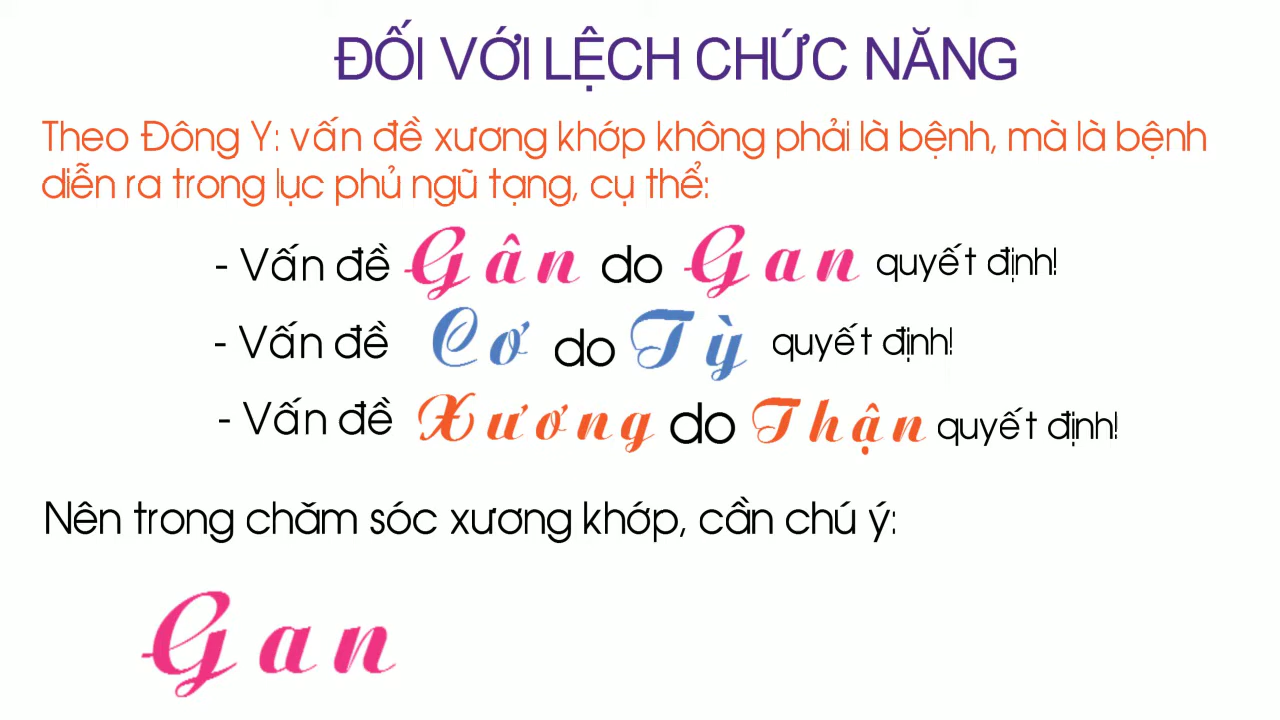 ĐỐI VỚI LỆCH CHỨC NĂNG
Theo Đông Y: vấn đề xương khớp không phải là bệnh, mà là bệnh
diễn ra trong lục phủ ngũ tạng, cụ thể:
- Vấn đề Gân do Gan quyết định!
- Vấn đề Cơ do Tỳ quyết định!
- Vấn đề Xương do Thận quyết định!
Nên trong chăm sóc xương khớp, cần chú ý:
Gan